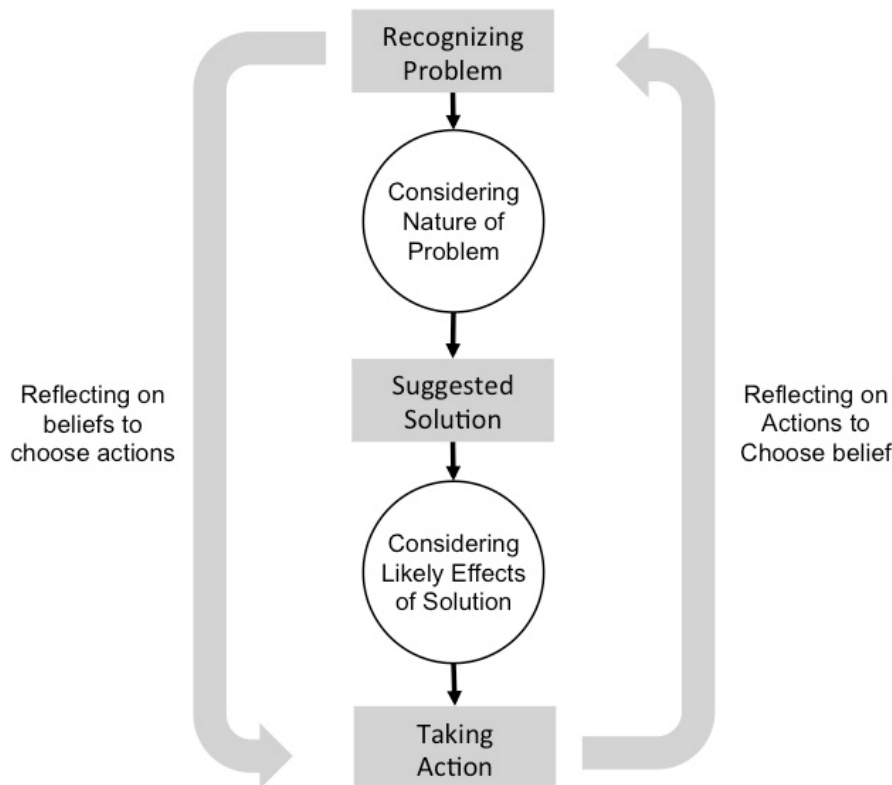 Recognizing
Problem
Considering
Nature of
Problem
Reflecting on
beliefs to
choose actions
Suggested
Solution
Reflecting on
Actions to
Choose belief
Considering
Likely Effects
of Solution
Taking
Action